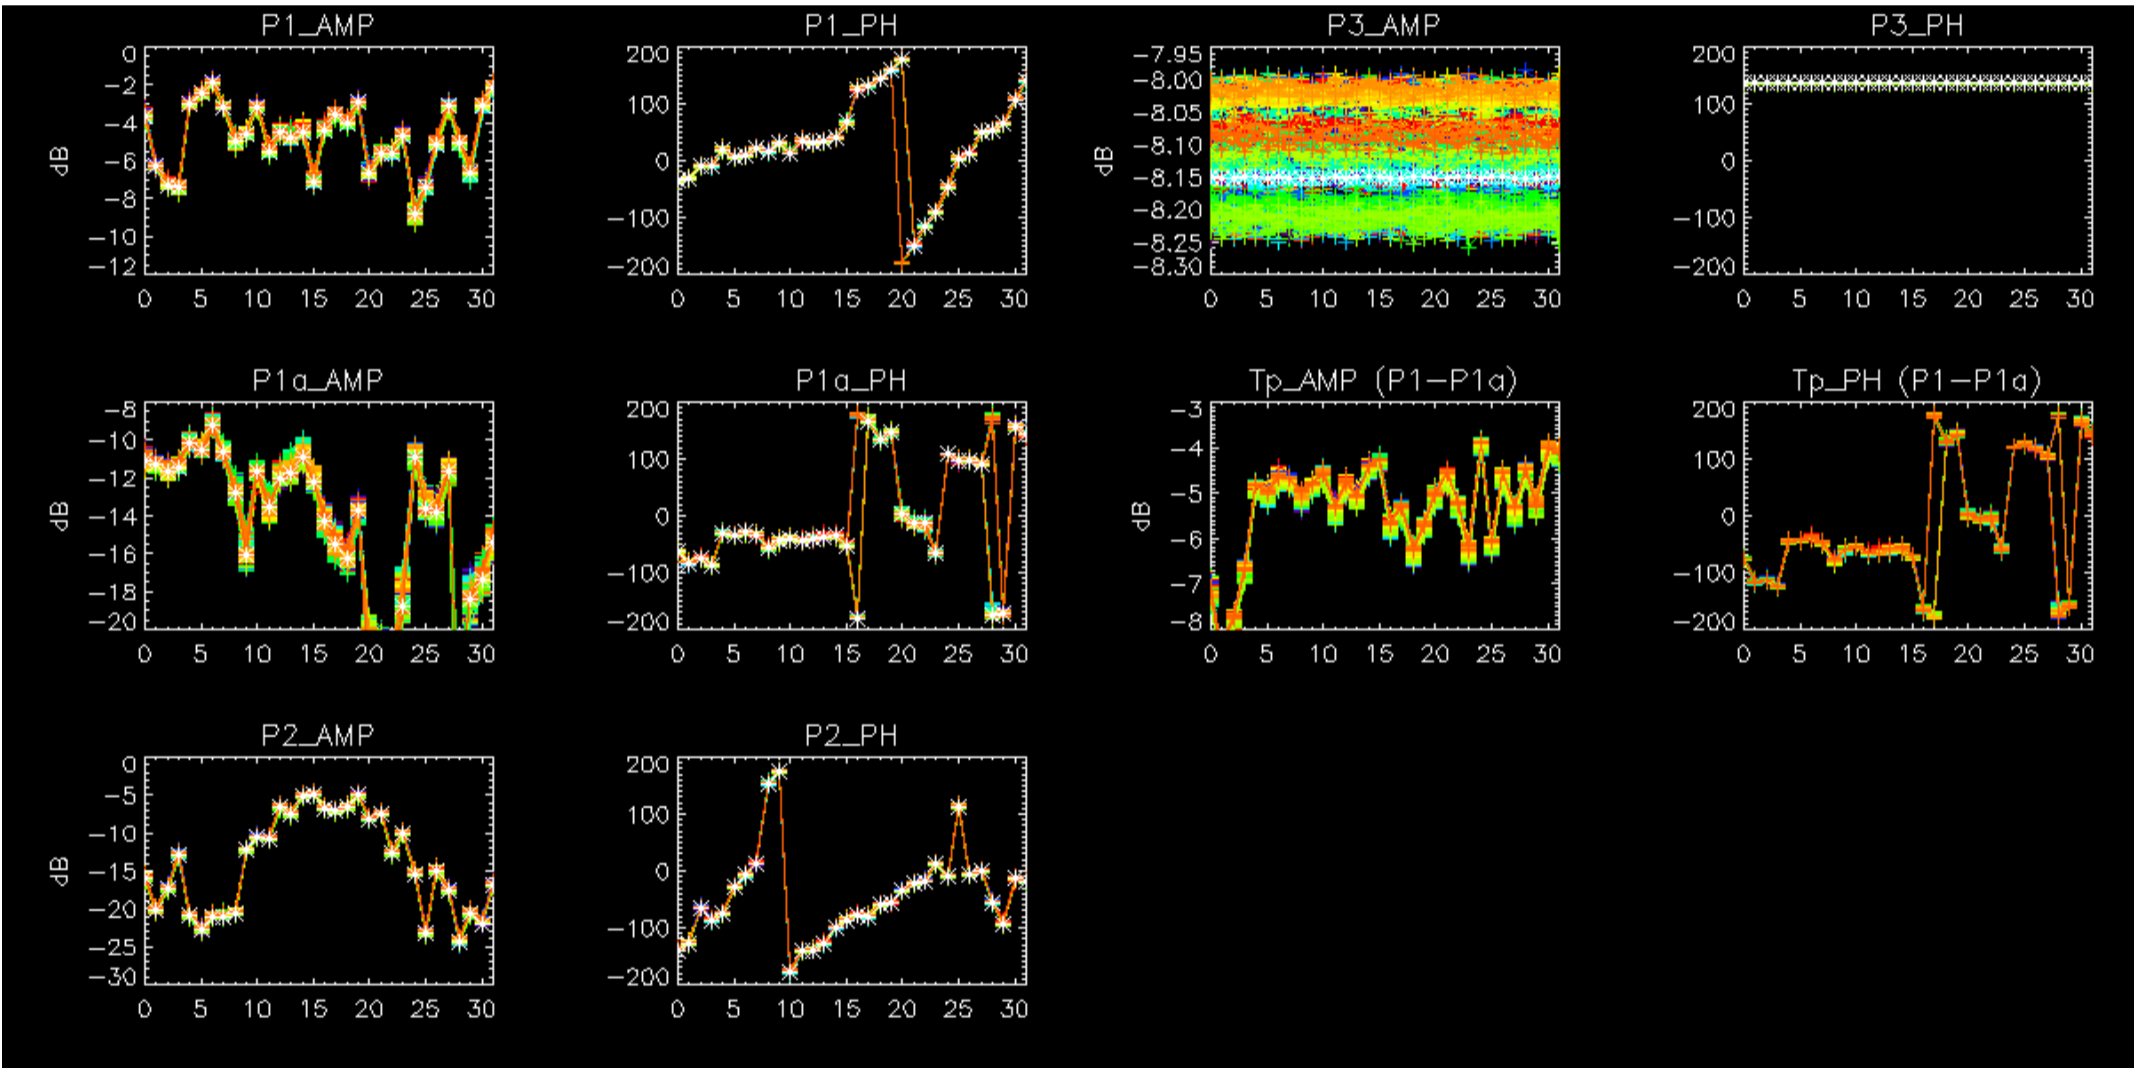 P1_AMP
0
−2
−4
−6
−8
−10
−12
dB
0 5 10 15 20 25 30
P1_PH
200
100
0
−100
−200
0 5 10 15 20 25 30
P3_AMP
−7.95
−8.00
−8.05
−8.10
−8.15
−8.20
−8.25
−8.30
dB
0 5 10 15 20 25 30
P3_PH
200
100
0
−100
−200
0 5 10 15 20 25 30
P1a_AMP
−8
−10
−12
−14
−16
−18
−20
dB
0 5 10 15 20 25 30
P1a_PH
200
100
0
−100
−200
0 5 10 15 20 25 30
Tp_AMP (P1−P1a)
−3
−4
−5
−6
−7
−8
dB
0 5 10 15 20 25 30
Tp_PH (P1−P1a)
200
100
0
−100
−200
0 5 10 15 20 25 30
P2_AMP
0
−5
−10
−15
−20
−25
−30
dB
0 5 10 15 20 25 30
P2_PH
200
100
0
−100
−200
0 5 10 15 20 25 30